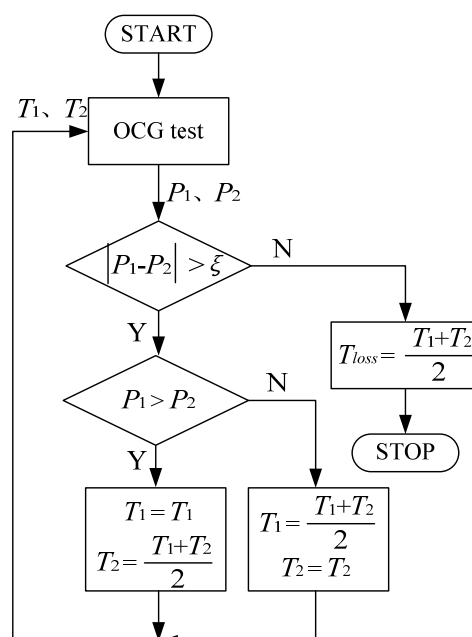 START
T₁、T₂
OCG test
P₁、P₂
|P₁-P₂| > ξ
N
Y
T_loss = (T₁+T₂)/2
P₁ > P₂
N
STOP
Y
T₁ = T₁
T₂ = (T₁+T₂)/2
T₁ = (T₁+T₂)/2
T₂ = T₂